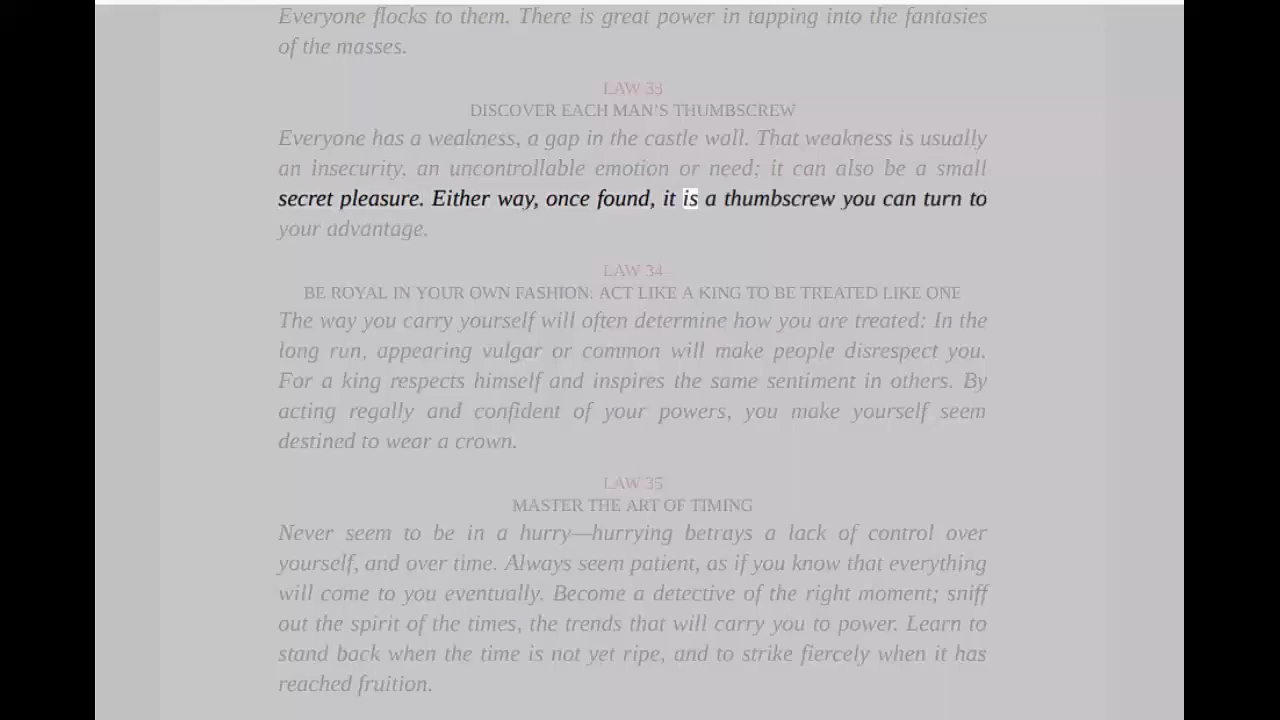 Everyone flocks to them. There is great power in tapping into the fantasies
of the masses.
LAW 33
DISCOVER EACH MAN'S THUMBSCREW
Everyone has a weakness, a gap in the castle wall. That weakness is usually
an insecurity, an uncontrollable emotion or need; it can also be a small
secret pleasure. Either way, once found, it is a thumbscrew you can turn to
your advantage.
LAW 34
BE ROYAL IN YOUR OWN FASHION: ACT LIKE A KING TO BE TREATED LIKE ONE
The way you carry yourself will often determine how you are treated: In the
long run, appearing vulgar or common will make people disrespect you.
For a king respects himself and inspires the same sentiment in others. By
acting regally and confident of your powers, you make yourself seem
destined to wear a crown.
LAW 35
MASTER THE ART OF TIMING
Never seem to be in a hurry—hurrying betrays a lack of control over
yourself, and over time. Always seem patient, as if you know that everything
will come to you eventually. Become a detective of the right moment; sniff
out the spirit of the times, the trends that will carry you to power. Learn to
stand back when the time is not yet ripe, and to strike fiercely when it has
reached fruition.